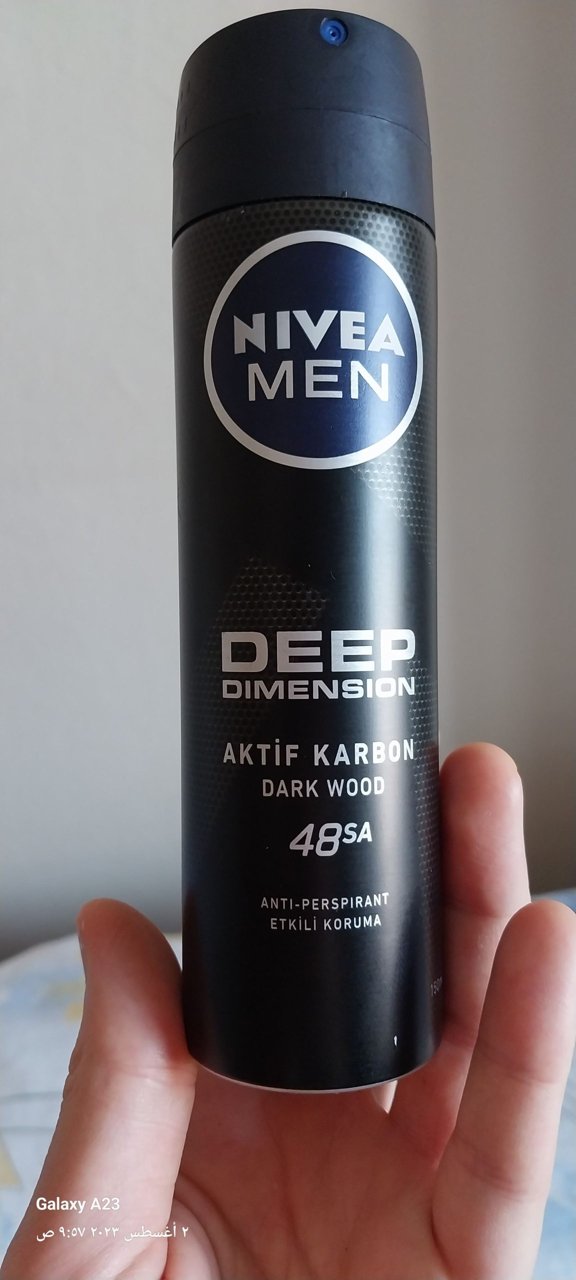 NIVEA
MEN
DEEP
DIMENSION
AKTİF KARBON
DARK WOOD
48SA
ANTI-PERSPIRANT
ETKİLİ KORUMA
Galaxy A23
٢ أغسطس ٢٠٢٣ ٩:٥٧ ص